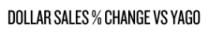 DOLLAR SALES % CHANGE VS YAGO